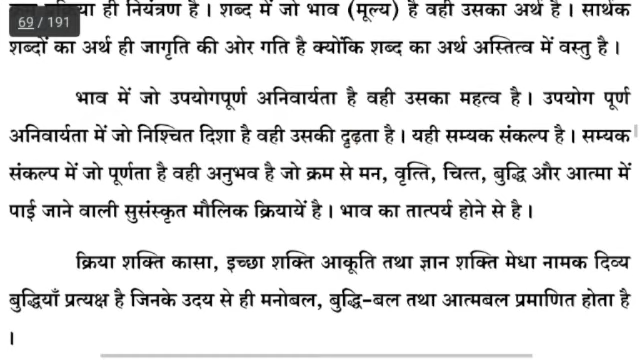 ही नियंत्रण है। शब्द में जो भाव (मूल्य) है वही उसका अर्थ है। सार्थक
69 / 191
शब्दों का अर्थ ही जागृति की ओर गति है क्योंकि शब्द का अर्थ अस्तित्व में वस्तु है।
भाव में जो उपयोगपूर्ण अनिवार्यता है वही उसका महत्व है। उपयोग पूर्ण
अनिवार्यता में जो निश्चित दिशा है वही उसकी दृढ़ता है। यही सम्यक संकल्प है। सम्यक
संकल्प में जो पूर्णता है वही अनुभव है जो क्रम से मन, वृत्ति, चित्त, बुद्धि और आत्मा में
पाई जाने वाली सुसंस्कृत मौलिक क्रियायें है। भाव का तात्पर्य होने से है।
क्रिया शक्ति कासा, इच्छा शक्ति आकूति तथा ज्ञान शक्ति मेधा नामक दिव्य
बुद्धियाँ प्रत्यक्ष है जिनके उदय से ही मनोबल, बुद्धि-बल तथा आत्मबल प्रमाणित होता है
।